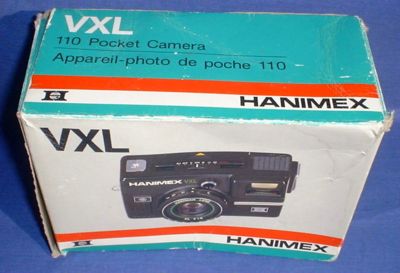 VXL
110 Pocket Camera
Appareil-photo de poche 110
H
HANIMEX
VXL
HANIMEX VXL
H
HANIMEX